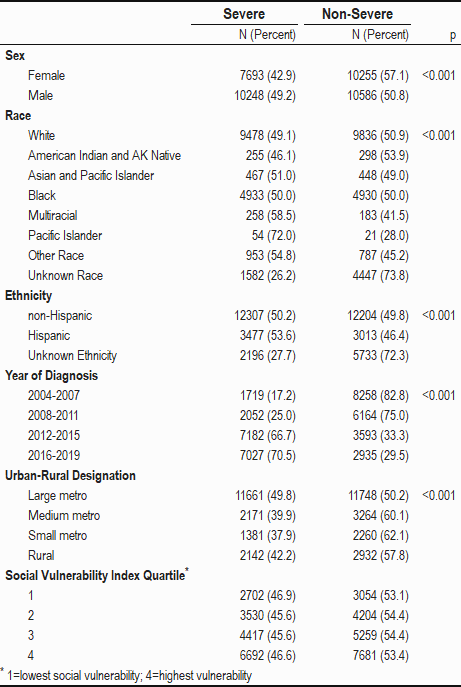 Severe Non-Severe
N (Percent) N (Percent) p
Sex
Female 7693 (42.9) 10255 (57.1) <0.001
Male 10248 (49.2) 10586 (50.8)
Race
White 9478 (49.1) 9836 (50.9) <0.001
American Indian and AK Native 255 (46.1) 298 (53.9)
Asian and Pacific Islander 467 (51.0) 448 (49.0)
Black 4933 (50.0) 4930 (50.0)
Multiracial 258 (58.5) 183 (41.5)
Pacific Islander 54 (72.0) 21 (28.0)
Other Race 953 (54.8) 787 (45.2)
Unknown Race 1582 (26.2) 4447 (73.8)
Ethnicity
non-Hispanic 12307 (50.2) 12204 (49.8) <0.001
Hispanic 3477 (53.6) 3013 (46.4)
Unknown Ethnicity 2196 (27.7) 5733 (72.3)
Year of Diagnosis
2004-2007 1719 (17.2) 8258 (82.8) <0.001
2008-2011 2052 (25.0) 6164 (75.0)
2012-2015 7182 (66.7) 3593 (33.3)
2016-2019 7027 (70.5) 2935 (29.5)
Urban-Rural Designation
Large metro 11661 (49.8) 11748 (50.2) <0.001
Medium metro 2171 (39.9) 3264 (60.1)
Small metro 1381 (37.9) 2260 (62.1)
Rural 2142 (42.2) 2932 (57.8)
Social Vulnerability Index Quartile*
1 2702 (46.9) 3054 (53.1)
2 3530 (45.6) 4204 (54.4)
3 4417 (45.6) 5259 (54.4)
4 6692 (46.6) 7681 (53.4)
* 1=lowest social vulnerability; 4=highest vulnerability